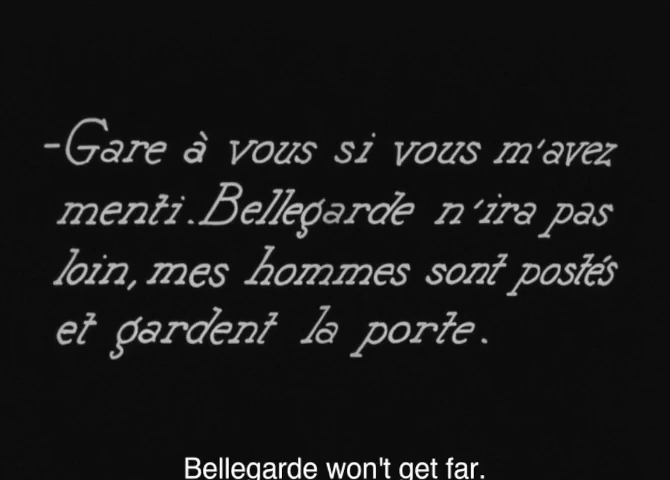 -Gare à vous si vous m'avez
menti. Bellegarde n'ira pas
loin, mes hommes sont postés
et gardent la porte.
Bellegarde won't get far.